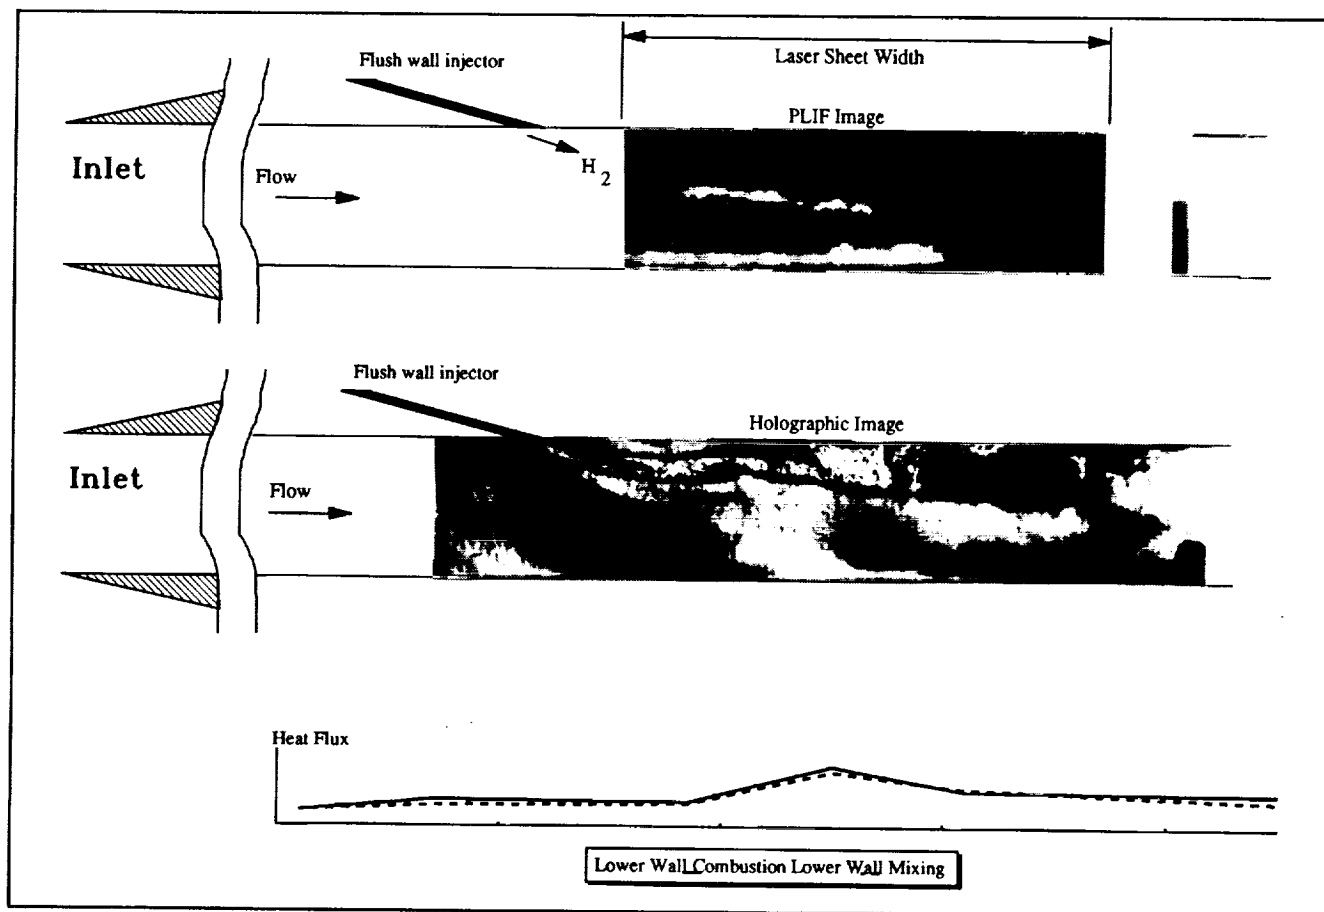 Flush wall injector
Laser Sheet Width
PLIF Image
Inlet
Flow
H2
Flush wall injector
Holographic Image
Inlet
Flow
Heat Flux
Lower Wall Combustion Lower Wall Mixing